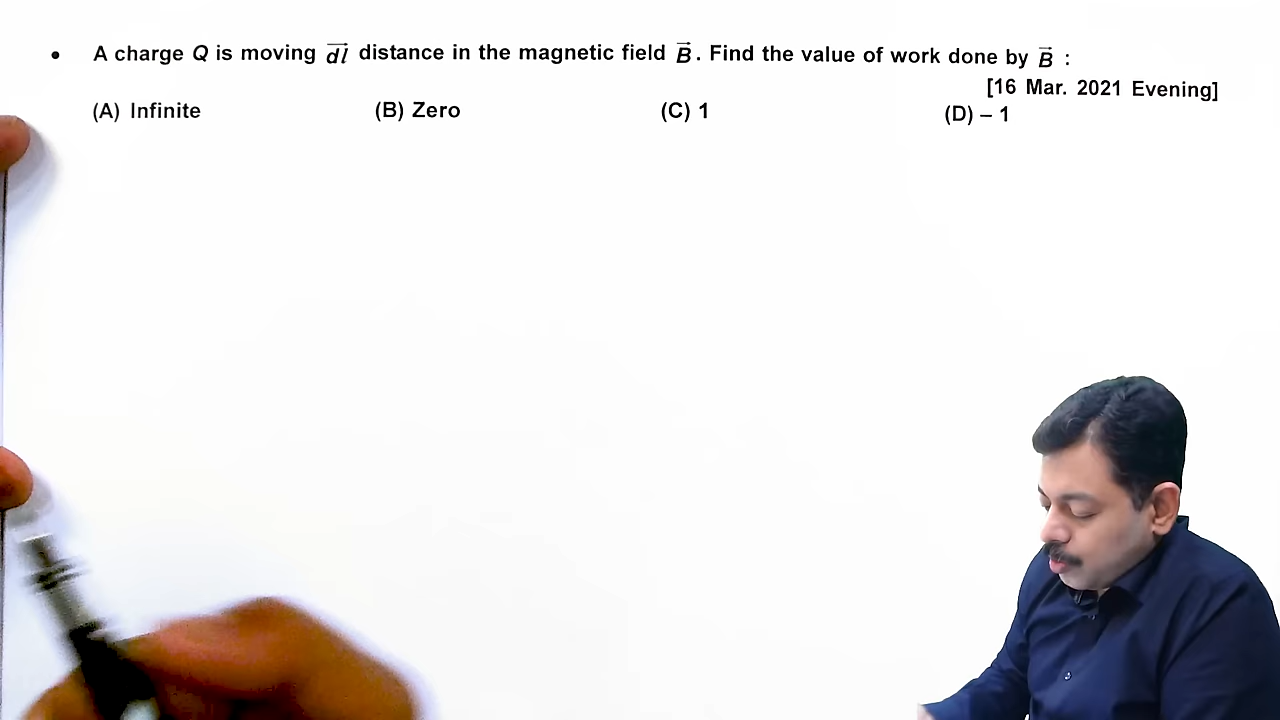 • A charge Q is moving \(\overrightarrow{dl}\) distance in the magnetic field \(\vec{B}\). Find the value of work done by \(\vec{B}\) :
[16 Mar. 2021 Evening]
(A) Infinite (B) Zero (C) 1 (D) – 1